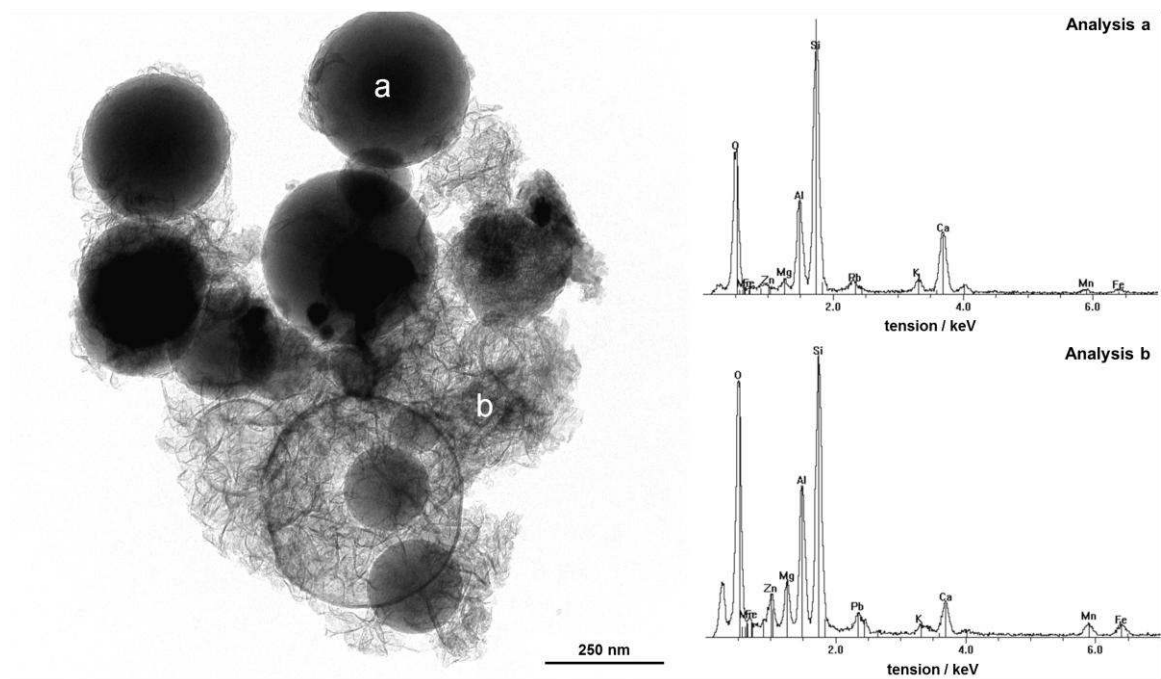 a
b
250 nm
Analysis a
Si
O
Al
Ca
Zn
Mg
Pb
K
Mn
Fe
2.0
4.0
6.0
tension / keV
Analysis b
Si
O
Al
Zn
Mg
Pb
K
Ca
Mn
Fe
2.0
4.0
6.0
tension / keV